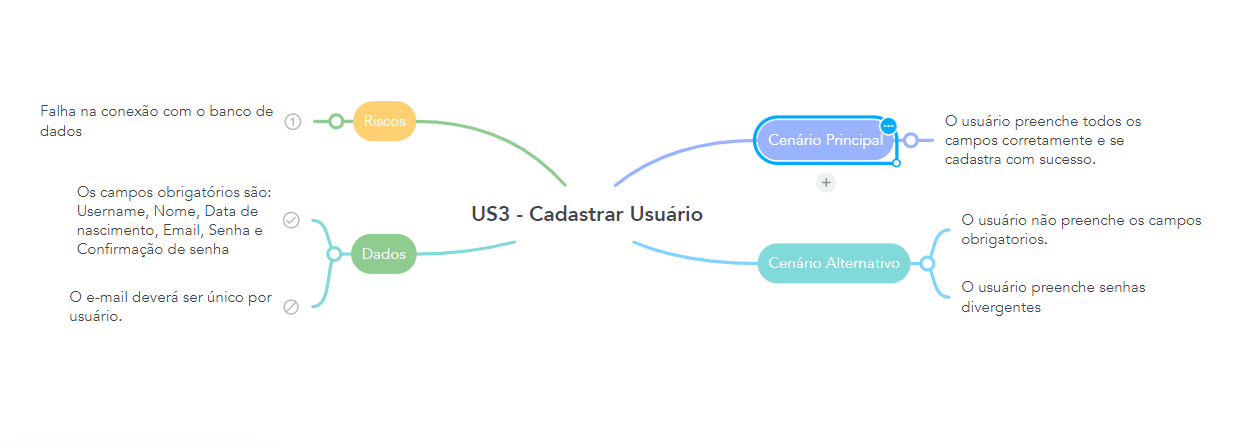 Falha na conexão com o banco de
dados
1
Riscos
Os campos obrigatórios são:
Username, Nome, Data de
nascimento, Email, Senha e
Confirmação de senha
Dados
O e-mail deverá ser único por
usuário.
US3 - Cadastrar Usuário
Cenário Principal
O usuário preenche todos os
campos corretamente e se
cadastra com sucesso.
Cenário Alternativo
O usuário não preenche os campos
obrigatorios.
O usuário preenche senhas
divergentes